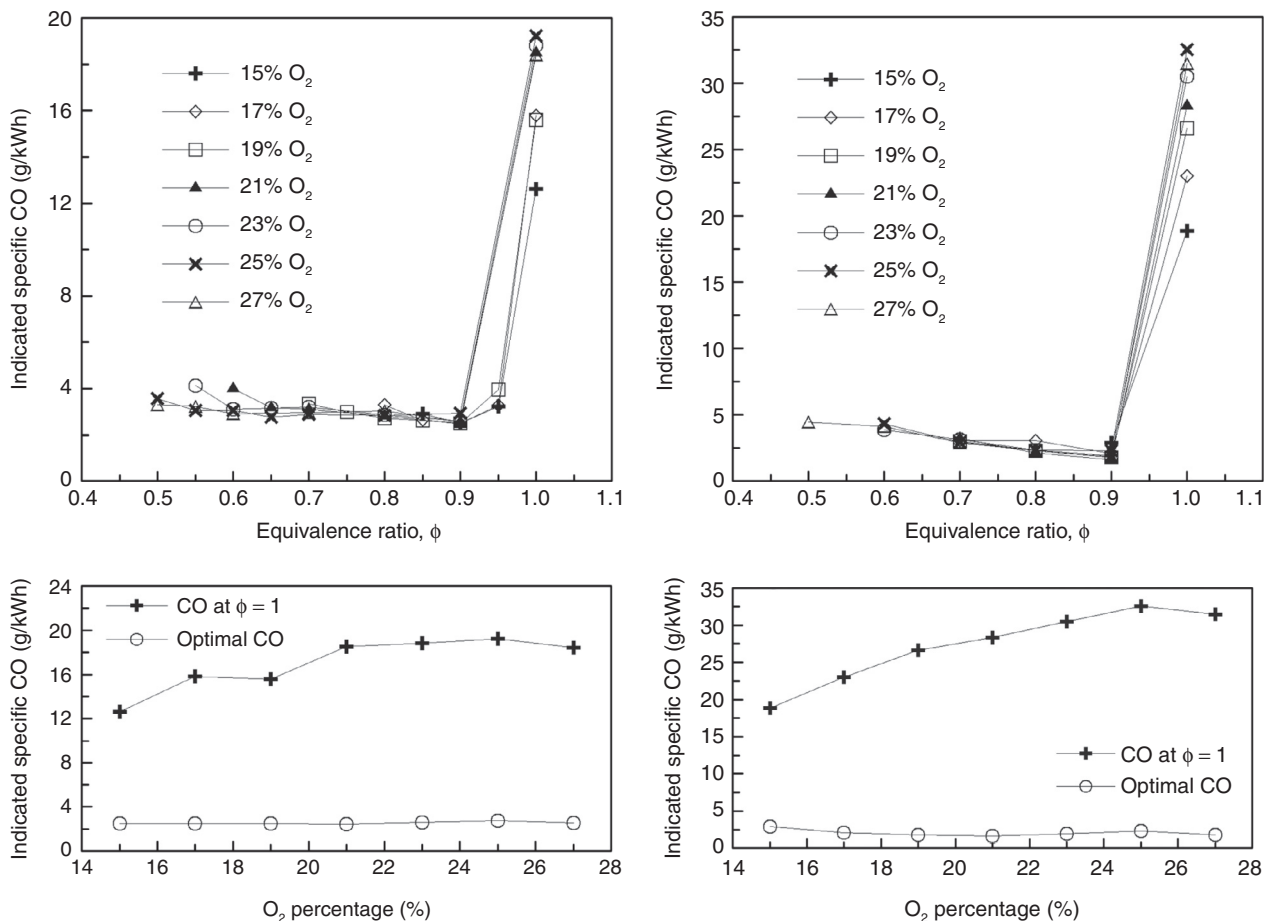 Indicated specific CO (g/kWh)
20
16
12
8
4
0
15% O₂
17% O₂
19% O₂
21% O₂
23% O₂
25% O₂
27% O₂
0.4 0.5 0.6 0.7 0.8 0.9 1.0 1.1
Equivalence ratio, ϕ
Indicated specific CO (g/kWh)
35
30
25
20
15
10
5
0
15% O₂
17% O₂
19% O₂
21% O₂
23% O₂
25% O₂
27% O₂
0.4 0.5 0.6 0.7 0.8 0.9 1.0 1.1
Equivalence ratio, ϕ
Indicated specific CO (g/kWh)
24
20
16
12
8
4
0
CO at ϕ = 1
Optimal CO
14 16 18 20 22 24 26 28
O₂ percentage (%)
Indicated specific CO (g/kWh)
35
30
25
20
15
10
5
0
CO at ϕ = 1
Optimal CO
14 16 18 20 22 24 26 28
O₂ percentage (%)